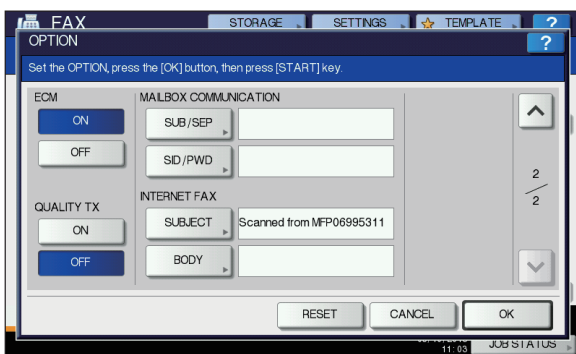 FAX
STORAGE
SETTINGS
TEMPLATE
?
OPTION
?
Set the OPTION, press the [OK] button, then press [START] key.
ECM
ON
OFF
QUALITY TX
ON
OFF
MAILBOX COMMUNICATION
SUB/SEP
SID/PWD
INTERNET FAX
SUBJECT
Scanned from MFP06995311
BODY
2
2
RESET
CANCEL
OK
11:03
JOB STATUS